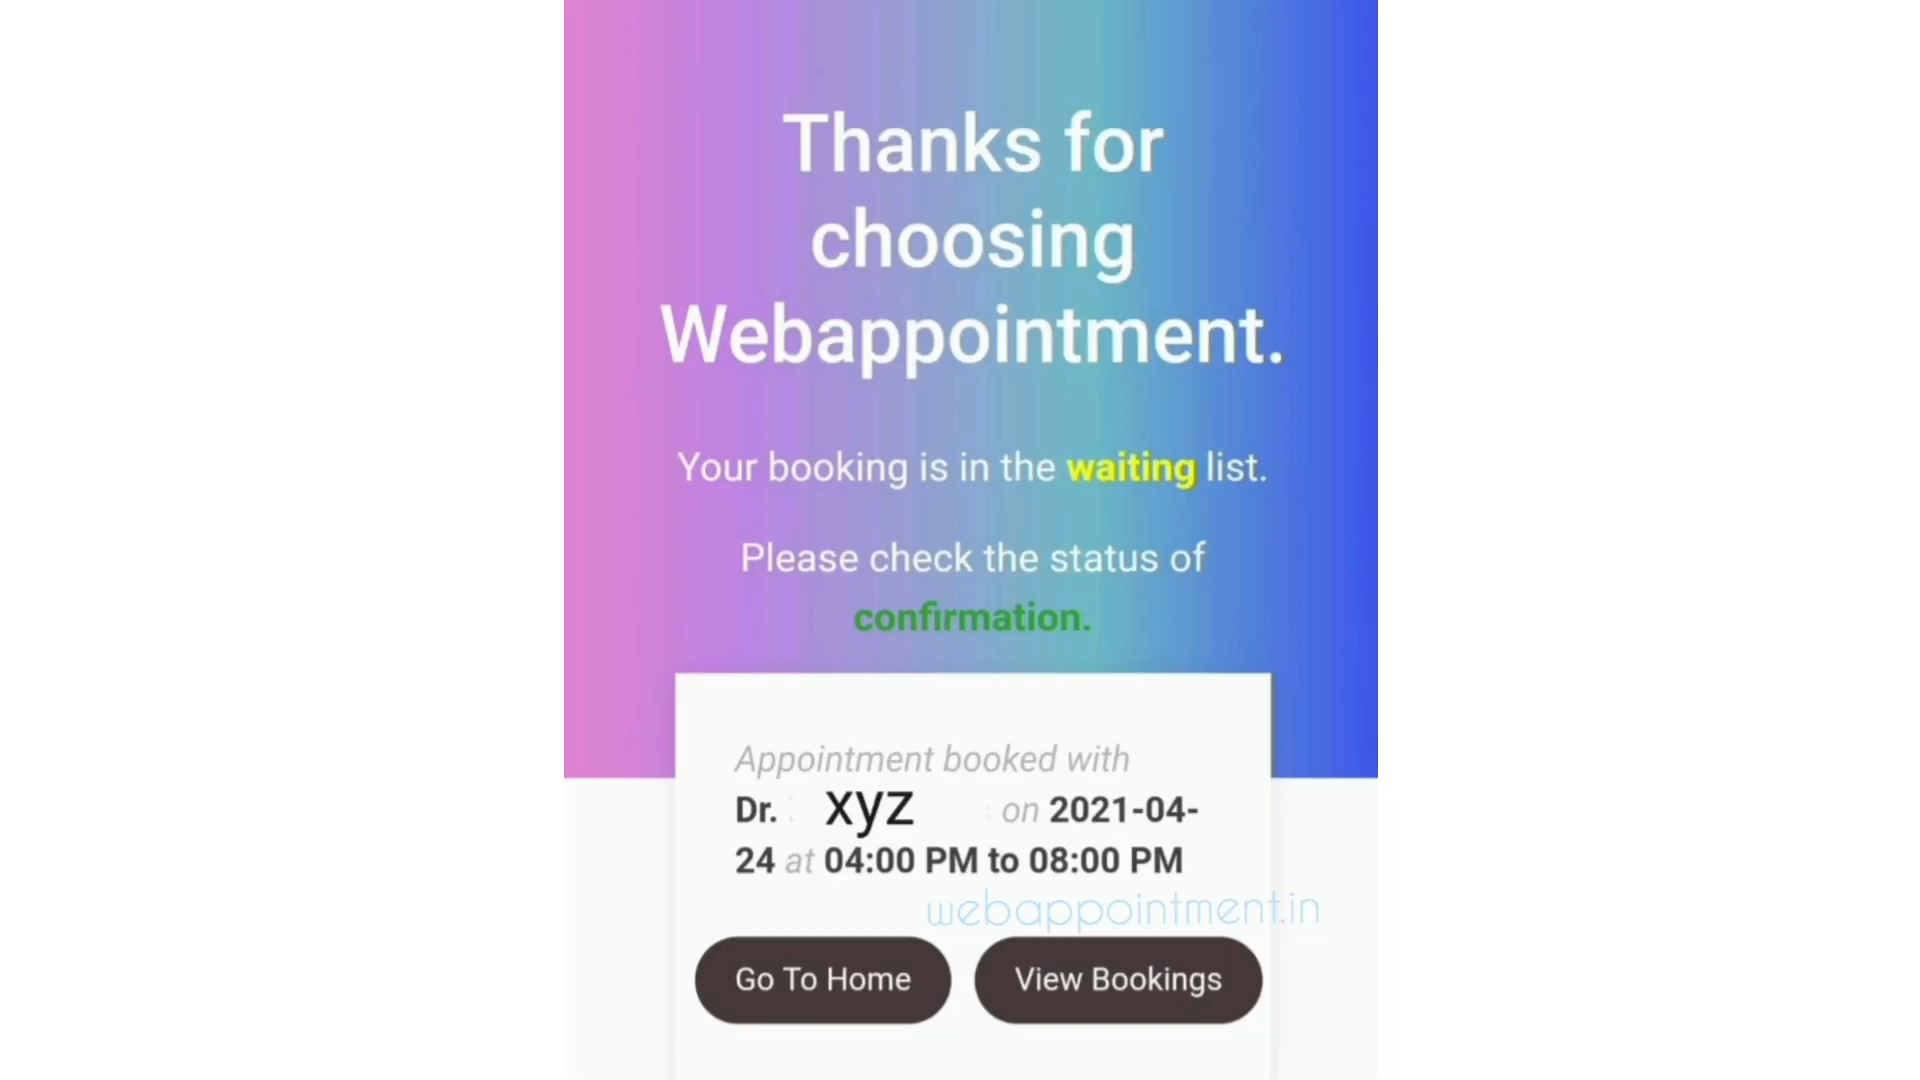 Thanks for
choosing
Webappointment.
Your booking is in the waiting list.
Please check the status of
confirmation.
Appointment booked with
Dr. xyz on 2021-04-
24 at 04:00 PM to 08:00 PM
webappointment.in
Go To Home View Bookings